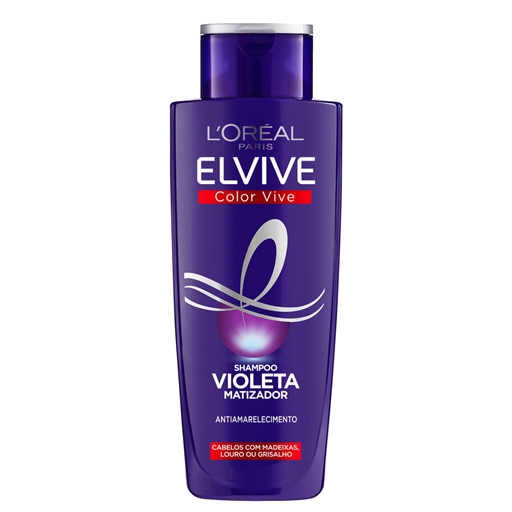 L'ORÉAL
PARIS
ELVIVE
Color Vive
SHAMPOO
VIOLETA
MATIZADOR
ANTIAMARELECIMENTO
CABELOS COM MADEIXAS,
LOURO OU GRISALHO